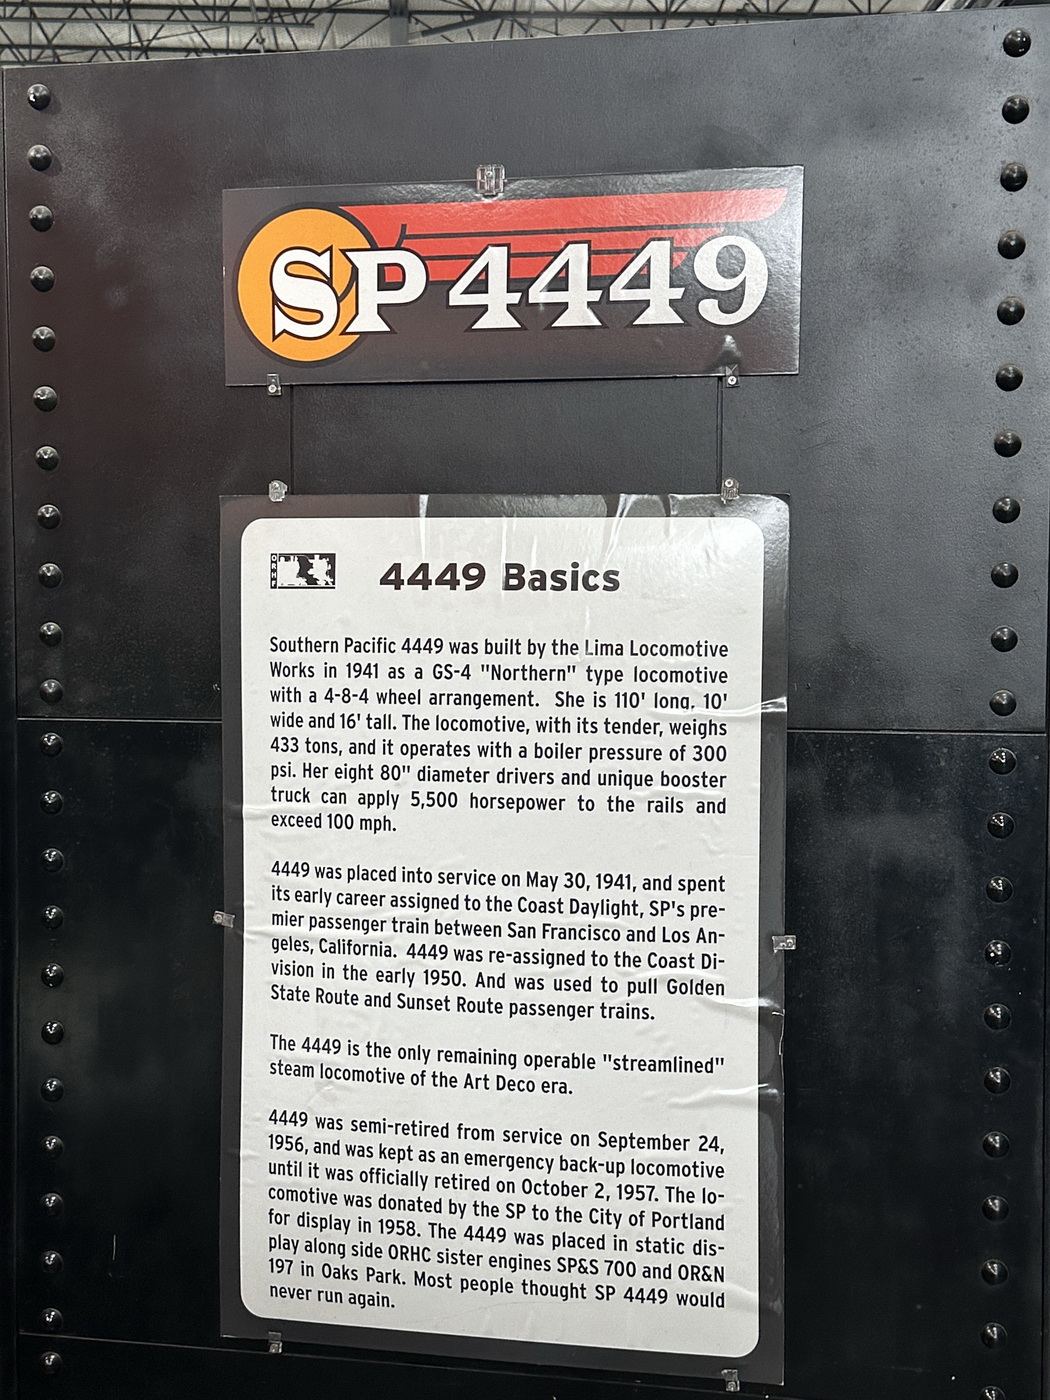 SP 4449
ORHF
4449 Basics
Southern Pacific 4449 was built by the Lima Locomotive
Works in 1941 as a GS-4 "Northern" type locomotive
with a 4-8-4 wheel arrangement. She is 110' long, 10'
wide and 16' tall. The locomotive, with its tender, weighs
433 tons, and it operates with a boiler pressure of 300
psi. Her eight 80" diameter drivers and unique booster
truck can apply 5,500 horsepower to the rails and
exceed 100 mph.
4449 was placed into service on May 30, 1941, and spent
its early career assigned to the Coast Daylight, SP's pre-
mier passenger train between San Francisco and Los An-
geles, California. 4449 was re-assigned to the Coast Di-
vision in the early 1950. And was used to pull Golden
State Route and Sunset Route passenger trains.
The 4449 is the only remaining operable "streamlined"
steam locomotive of the Art Deco era.
4449 was semi-retired from service on September 24,
1956, and was kept as an emergency back-up locomotive
until it was officially retired on October 2, 1957. The lo-
comotive was donated by the SP to the City of Portland
for display in 1958. The 4449 was placed in static dis-
play along side ORHC sister engines SP&S 700 and OR&N
197 in Oaks Park. Most people thought SP 4449 would
never run again.